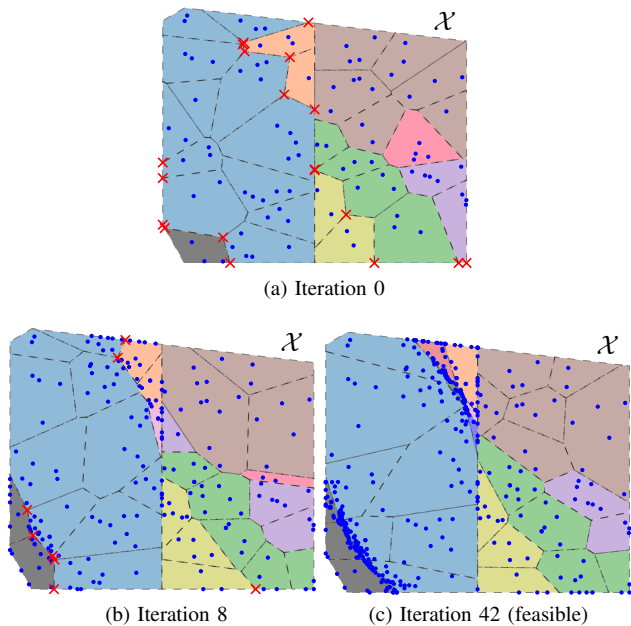 𝒳
(a) Iteration 0
𝒳
𝒳
(b) Iteration 8
(c) Iteration 42 (feasible)